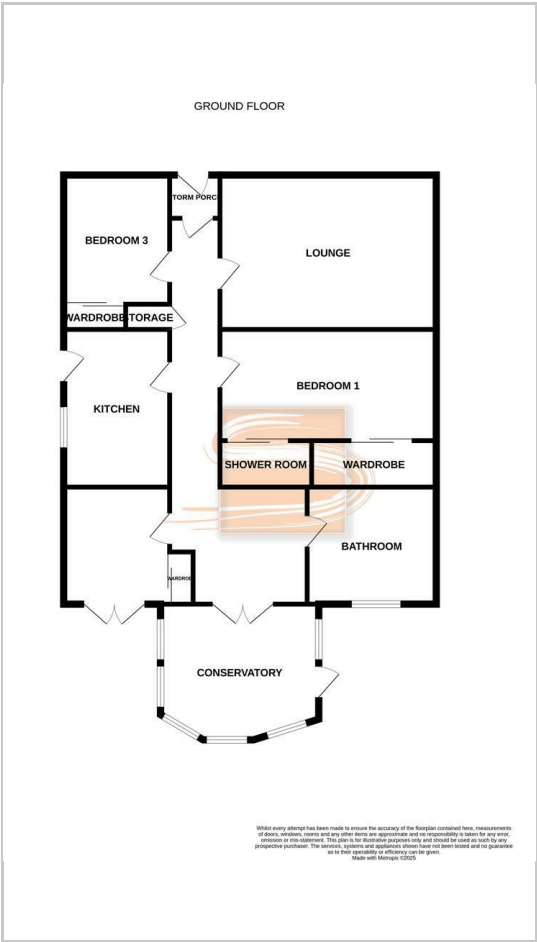 GROUND FLOOR
TORM PORC
BEDROOM 3
LOUNGE
WARDROBE
TORAGE
BEDROOM 1
KITCHEN
SHOWER ROOM
WARDROBE
BATHROOM
WARDROBE
CONSERVATORY
Whilst every attempt has been made to ensure the accuracy of the floorplan contained here, measurements
of doors, windows, rooms and any other items are approximate and no responsibility is taken for any error,
omission or mis-statement. This plan is for illustrative purposes only and should be used as such by any
prospective purchaser. The services, systems and appliances shown have not been tested and no guarantee
as to their operability or efficiency can be given.
Made with Metropix ©2025